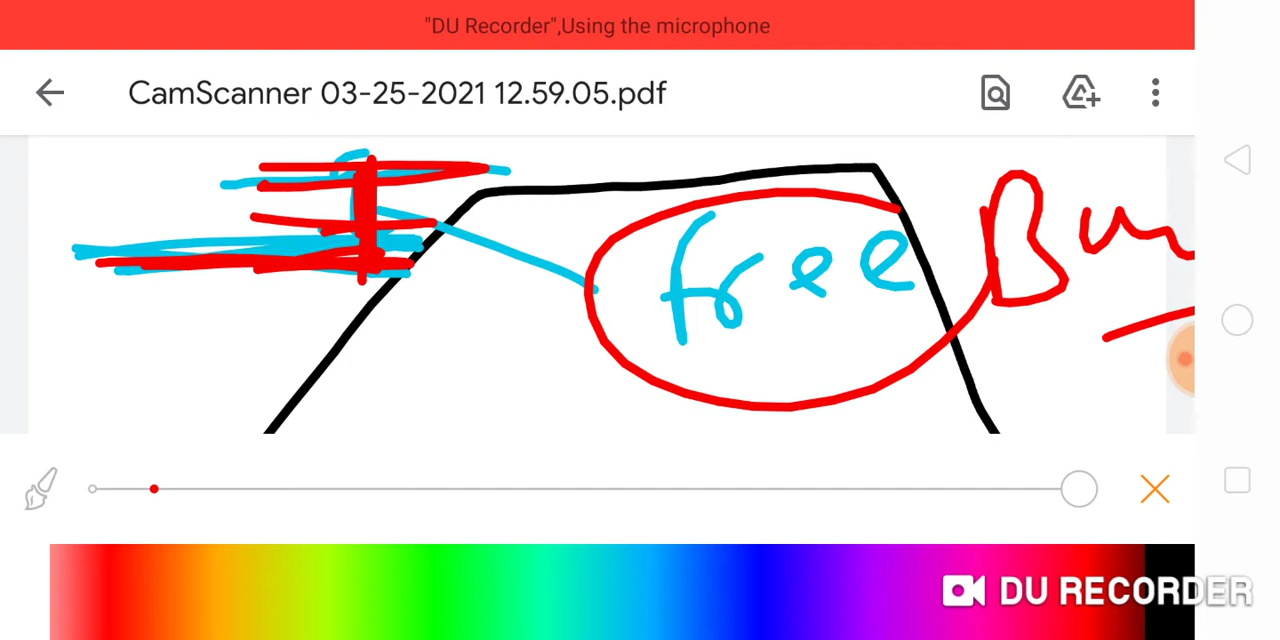 "DU Recorder",Using the microphone
CamScanner 03-25-2021 12.59.05.pdf
free
DU RECORDER